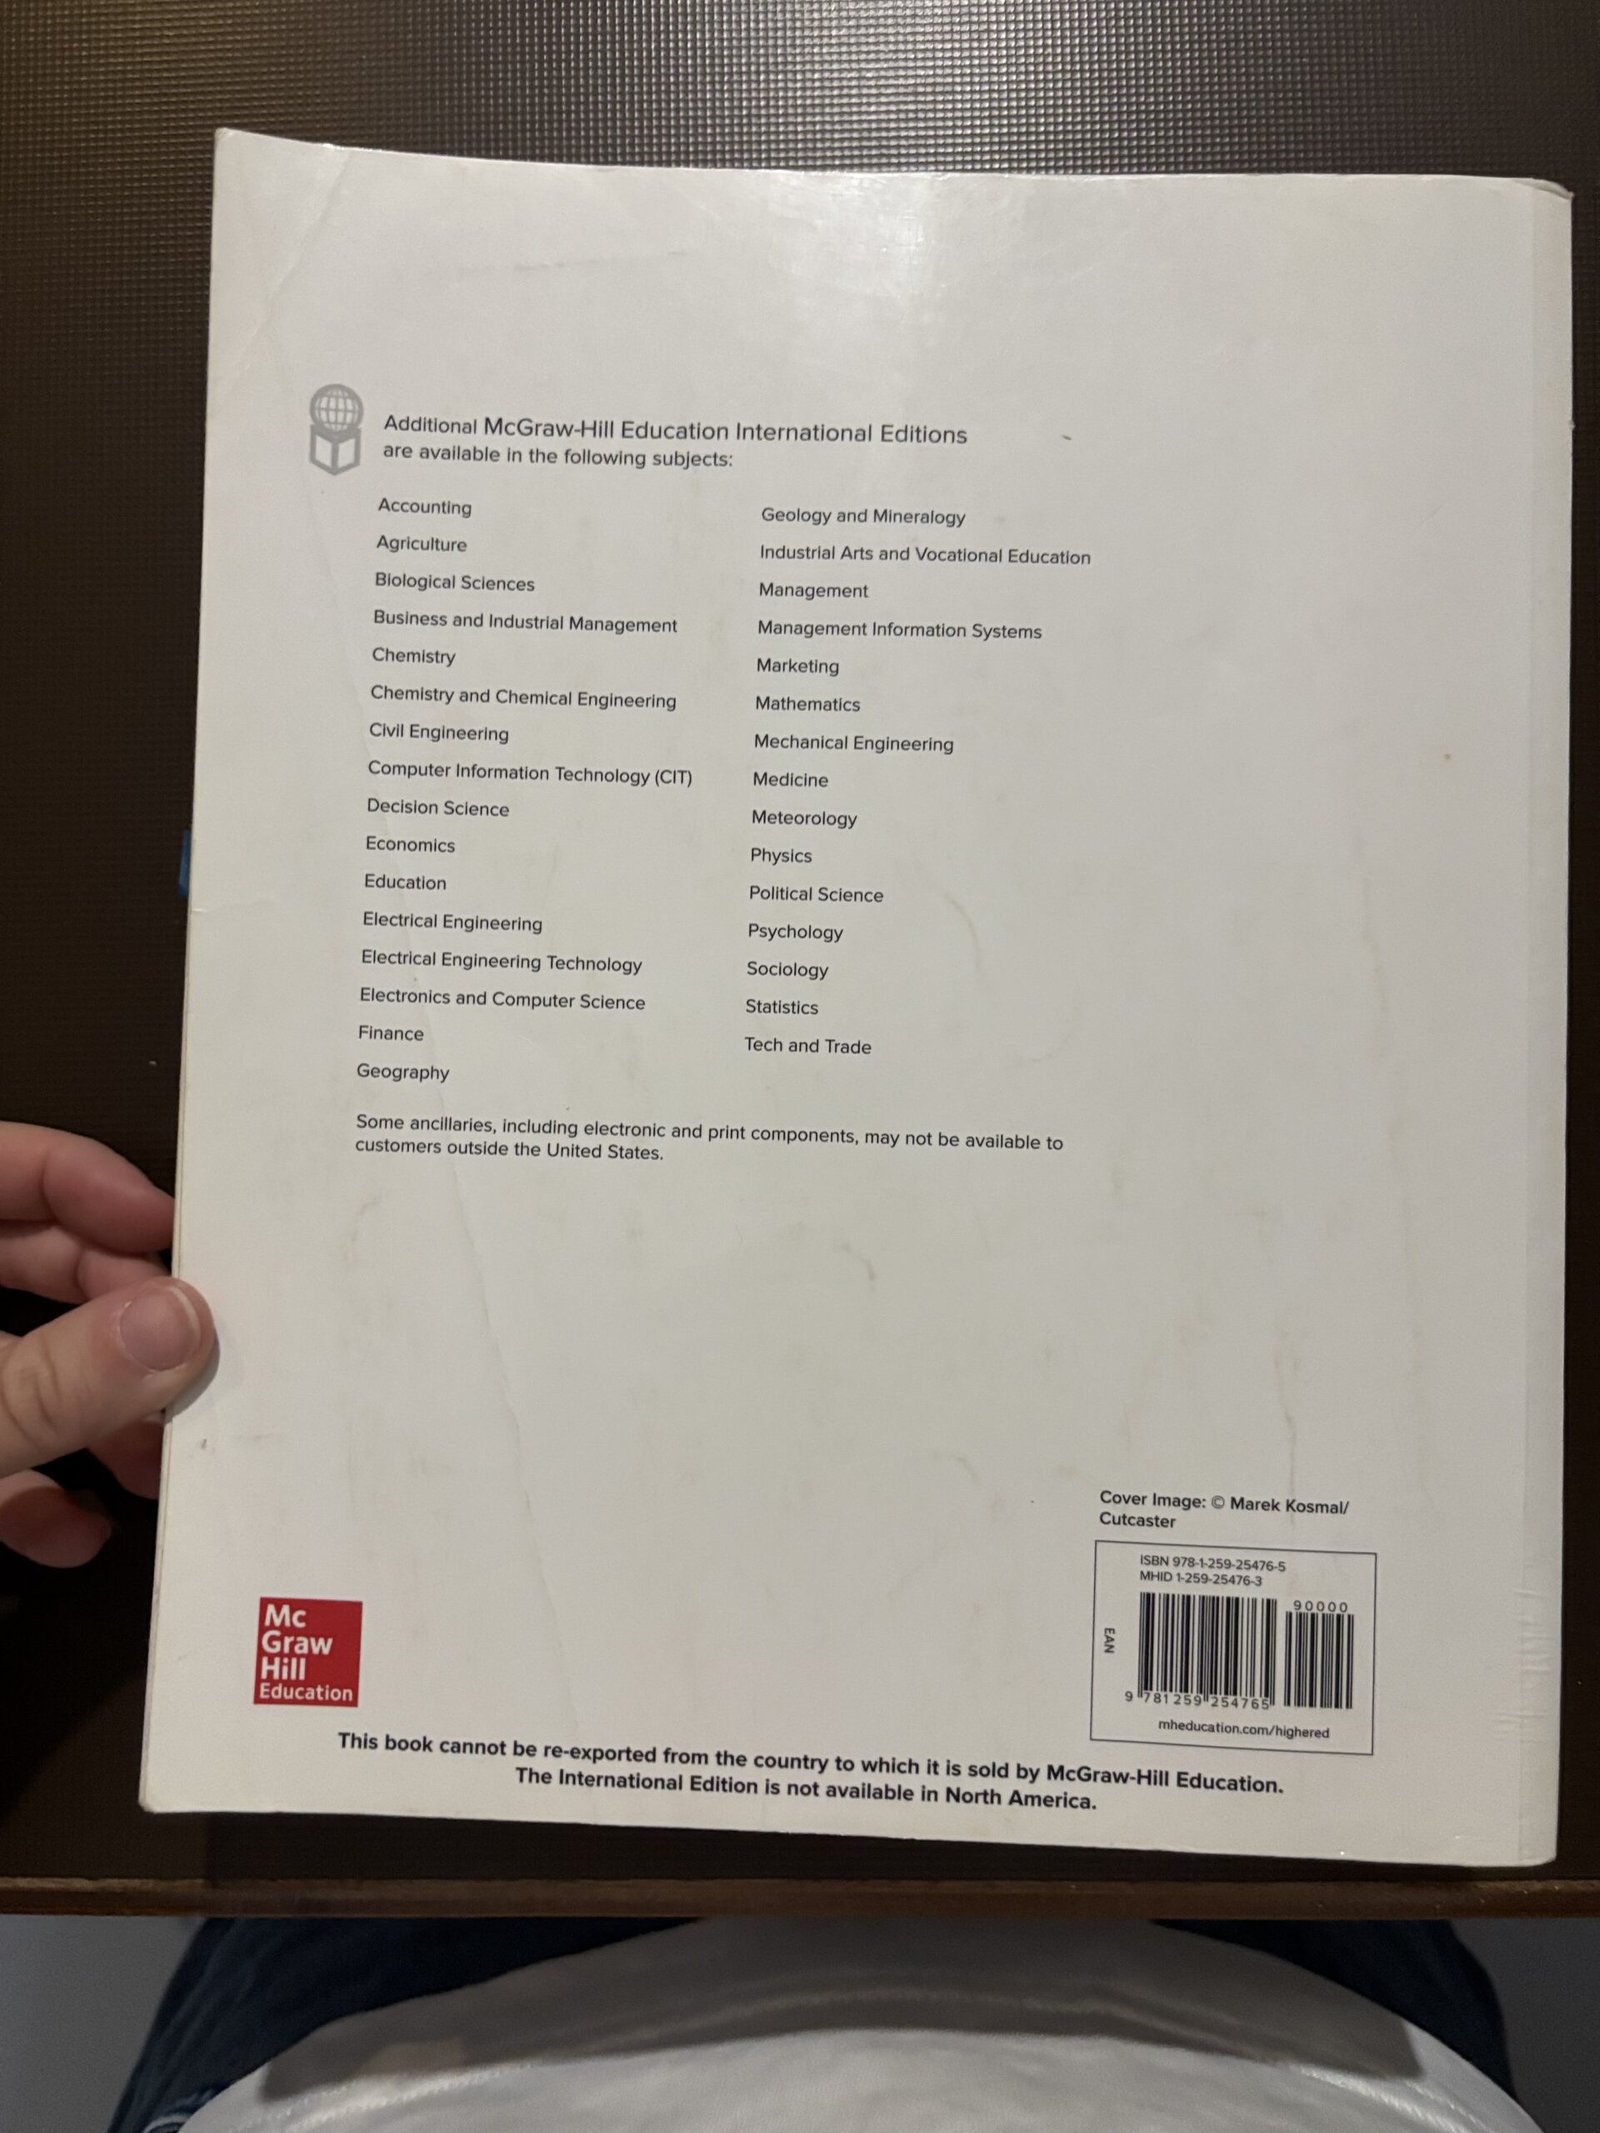 Additional McGraw-Hill Education International Editions
are available in the following subjects:
Accounting
Agriculture
Biological Sciences
Business and Industrial Management
Chemistry
Chemistry and Chemical Engineering
Civil Engineering
Computer Information Technology (CIT)
Decision Science
Economics
Education
Electrical Engineering
Electrical Engineering Technology
Electronics and Computer Science
Finance
Geography
Geology and Mineralogy
Industrial Arts and Vocational Education
Management
Management Information Systems
Marketing
Mathematics
Mechanical Engineering
Medicine
Meteorology
Physics
Political Science
Psychology
Sociology
Statistics
Tech and Trade
Some ancillaries, including electronic and print components, may not be available to
customers outside the United States.
Cover Image: © Marek Kosmal/
Cutcaster
ISBN 978-1-259-25476-5
MHID 1-259-25476-3
90000
EAN
9 781259 254765
mheducation.com/highered
Mc
Graw
Hill
Education
This book cannot be re-exported from the country to which it is sold by McGraw-Hill Education.
The International Edition is not available in North America.